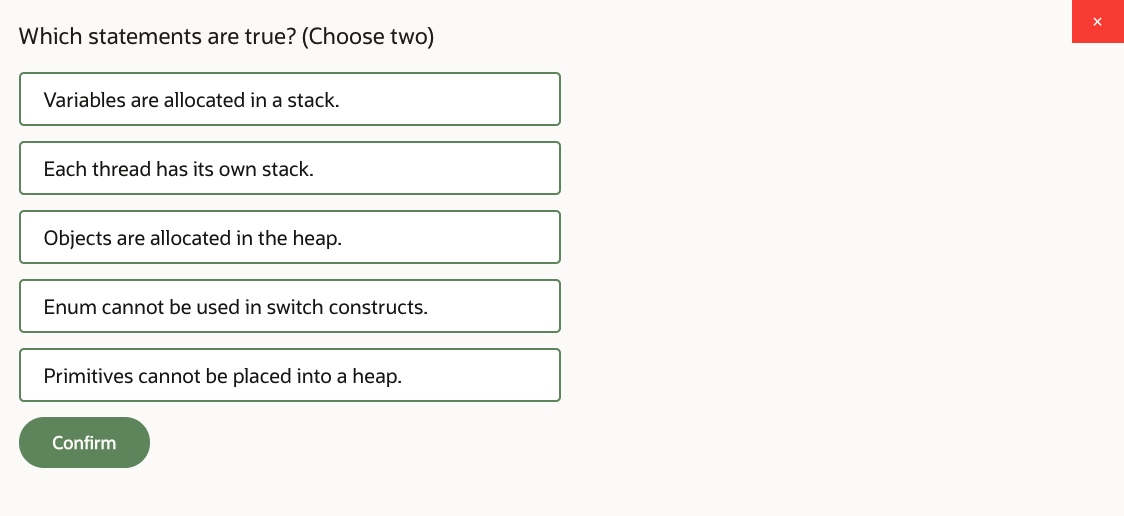 Which statements are true? (Choose two)
×
Variables are allocated in a stack.
Each thread has its own stack.
Objects are allocated in the heap.
Enum cannot be used in switch constructs.
Primitives cannot be placed into a heap.
Confirm